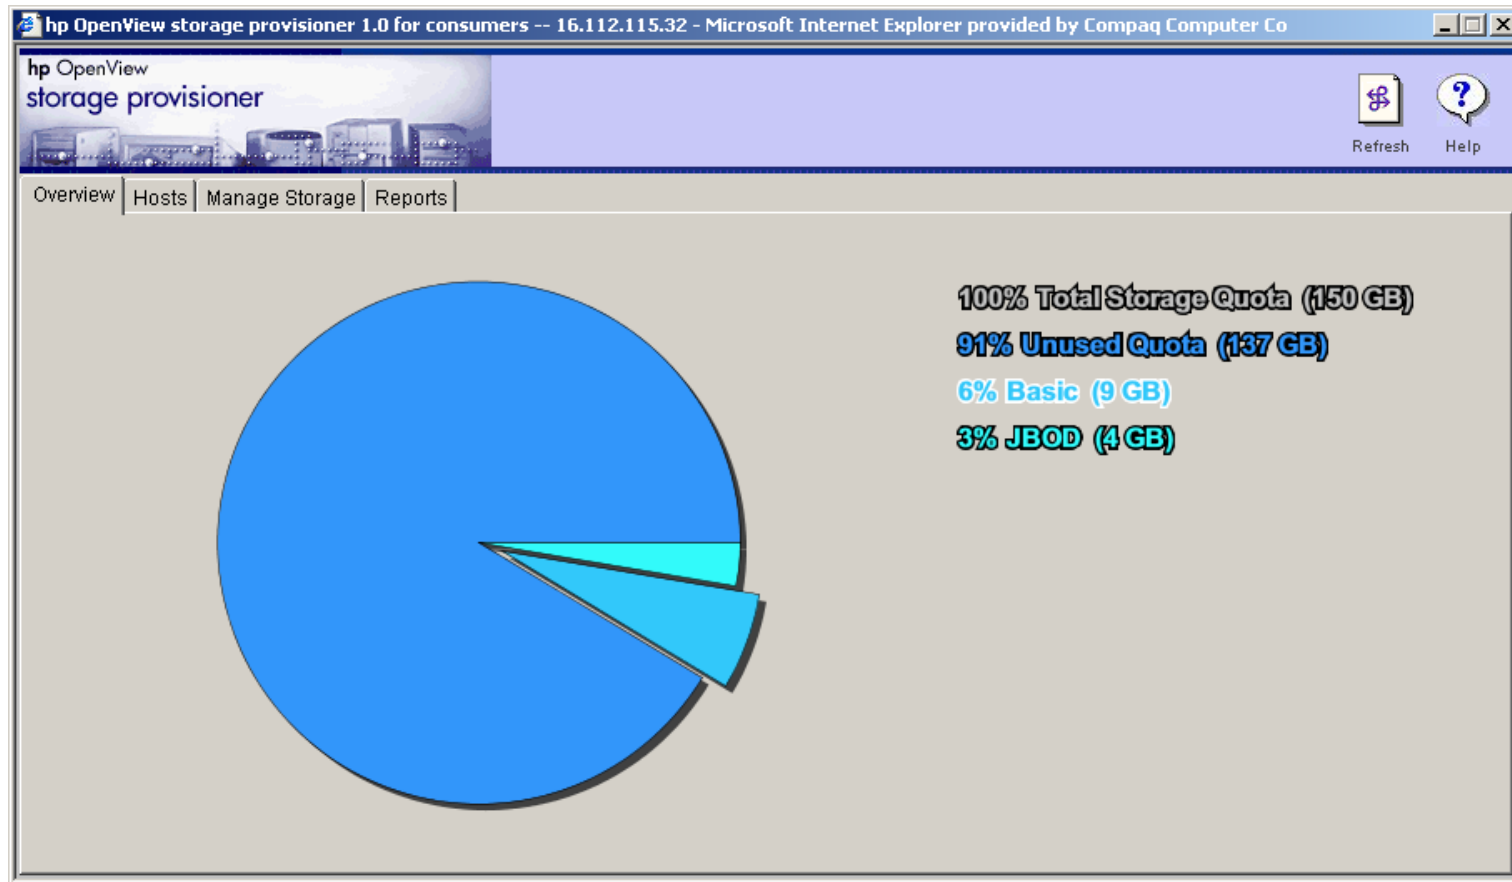 hp OpenView storage provisioner 1.0 for consumers -- 16.112.115.32 - Microsoft Internet Explorer provided by Compaq Computer Co
hp OpenView
storage provisioner
Refresh
Help
Overview
Hosts
Manage Storage
Reports
100% Total Storage Quota (150 GB)
91% Unused Quota (137 GB)
6% Basic (9 GB)
3% JBOD (4 GB)